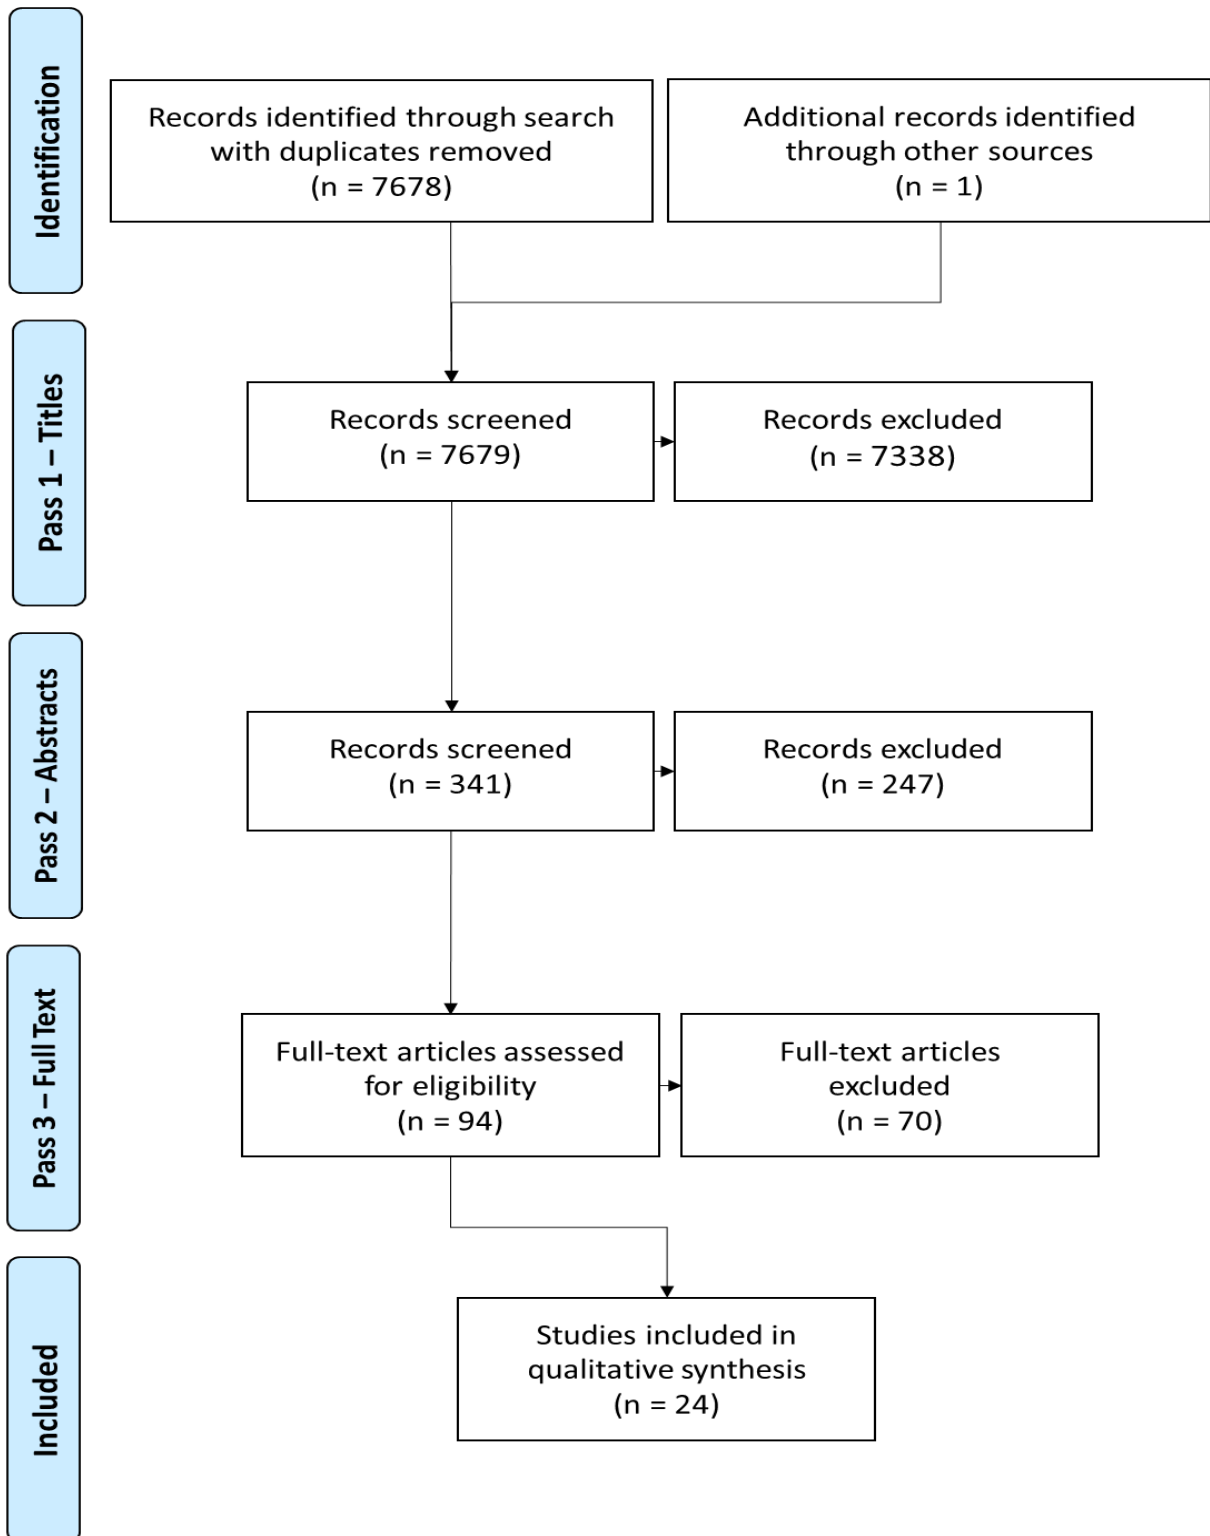 Identification
Records identified through search
with duplicates removed
(n = 7678)
Additional records identified
through other sources
(n = 1)
Pass 1 – Titles
Records screened
(n = 7679)
Records excluded
(n = 7338)
Pass 2 – Abstracts
Records screened
(n = 341)
Records excluded
(n = 247)
Pass 3 – Full Text
Full-text articles assessed
for eligibility
(n = 94)
Full-text articles
excluded
(n = 70)
Included
Studies included in
qualitative synthesis
(n = 24)